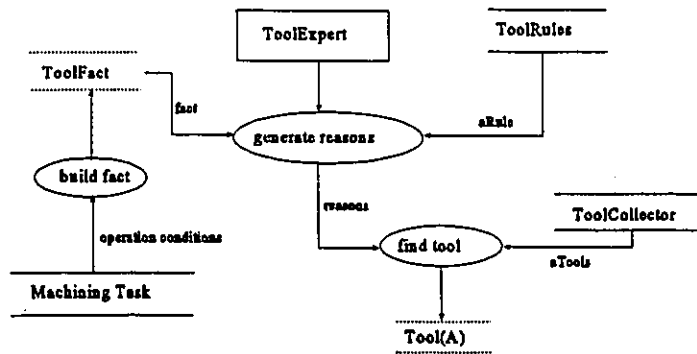 ToolExpert
ToolRules
ToolFact
fact
generate reasons
aRule
build fact
reasons
ToolCollector
operation conditions
find tool
aTools
Machining Task
Tool(A)